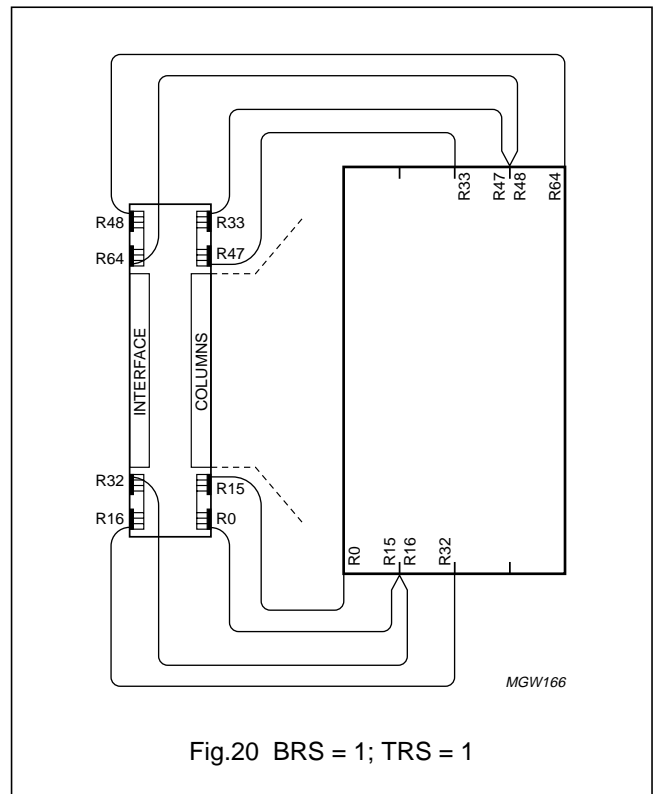 R33
R47
R48
R64
R48
R33
R64
R47
INTERFACE
COLUMNS
R32
R15
R16
R0
R0
R15
R16
R32
MGW166
Fig.20 BRS = 1; TRS = 1